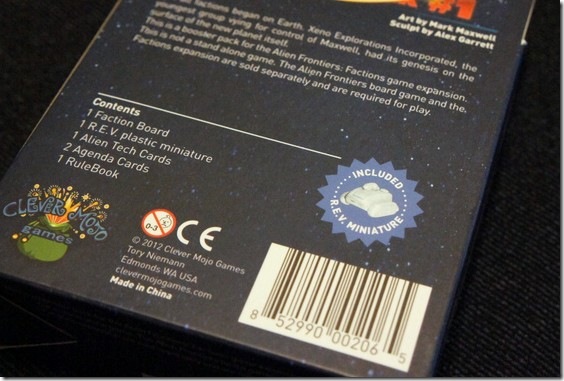 #1
Art by Mark Maxwell
Sculpt by Alex Garrett
factions began on Earth. Xeno Explorations Incorporated, the
youngest group vying for control of Maxwell, had its genesis on the
surface of the new planet itself.
This is a booster pack for the Alien Frontiers: Factions game expansion.
This is not a stand alone game. The Alien Frontiers board game and the
Factions expansion are sold separately and are required for play.
Contents
1 Faction Board
1 R.E.V. plastic miniature
1 Alien Tech Cards
2 Agenda Cards
1 RuleBook
INCLUDED
R.E.V. MINIATURE
CLEVER MOJO
games
0-3
CE
© 2012 Clever Mojo Games
Tory Niemann
Edmonds WA USA
clevermojogames.com
Made in China
8 52990 00206 5